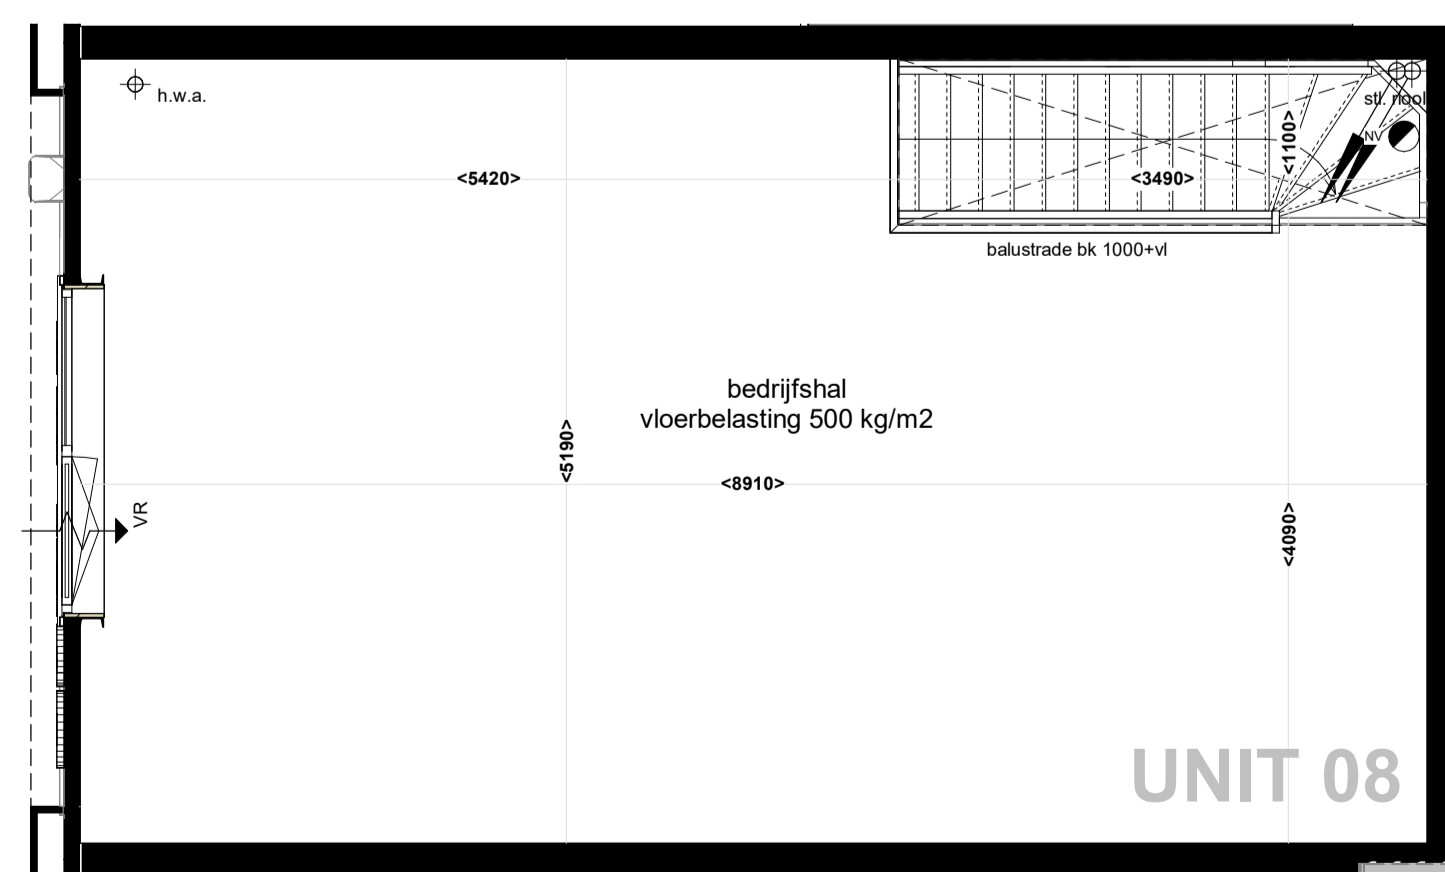 h.w.a.
stl. riool
NV
<1100>
<5420>
<3490>
balustrade bk 1000+vl
bedrijfshal
vloerbelasting 500 kg/m2
<5190>
<8910>
VR
<4090>
UNIT 08